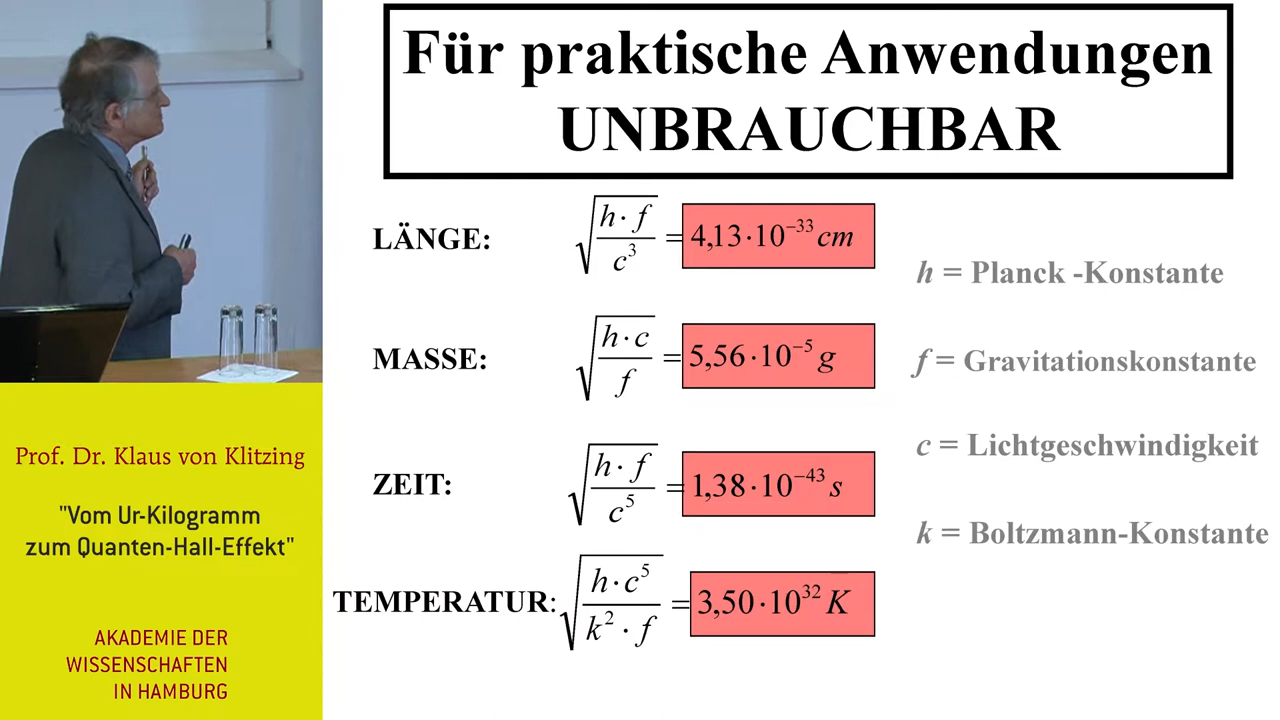 Für praktische Anwendungen
UNBRAUCHBAR
LÄNGE: √(h · f / c³) = 4,13·10⁻³³ cm
MASSE: √(h · c / f) = 5,56·10⁻⁵ g
ZEIT: √(h · f / c⁵) = 1,38·10⁻⁴³ s
TEMPERATUR: √(h · c⁵ / k² · f) = 3,50·10³² K
h = Planck -Konstante
f = Gravitationskonstante
c = Lichtgeschwindigkeit
k = Boltzmann-Konstante
Prof. Dr. Klaus von Klitzing
"Vom Ur-Kilogramm
zum Quanten-Hall-Effekt"
AKADEMIE DER
WISSENSCHAFTEN
IN HAMBURG